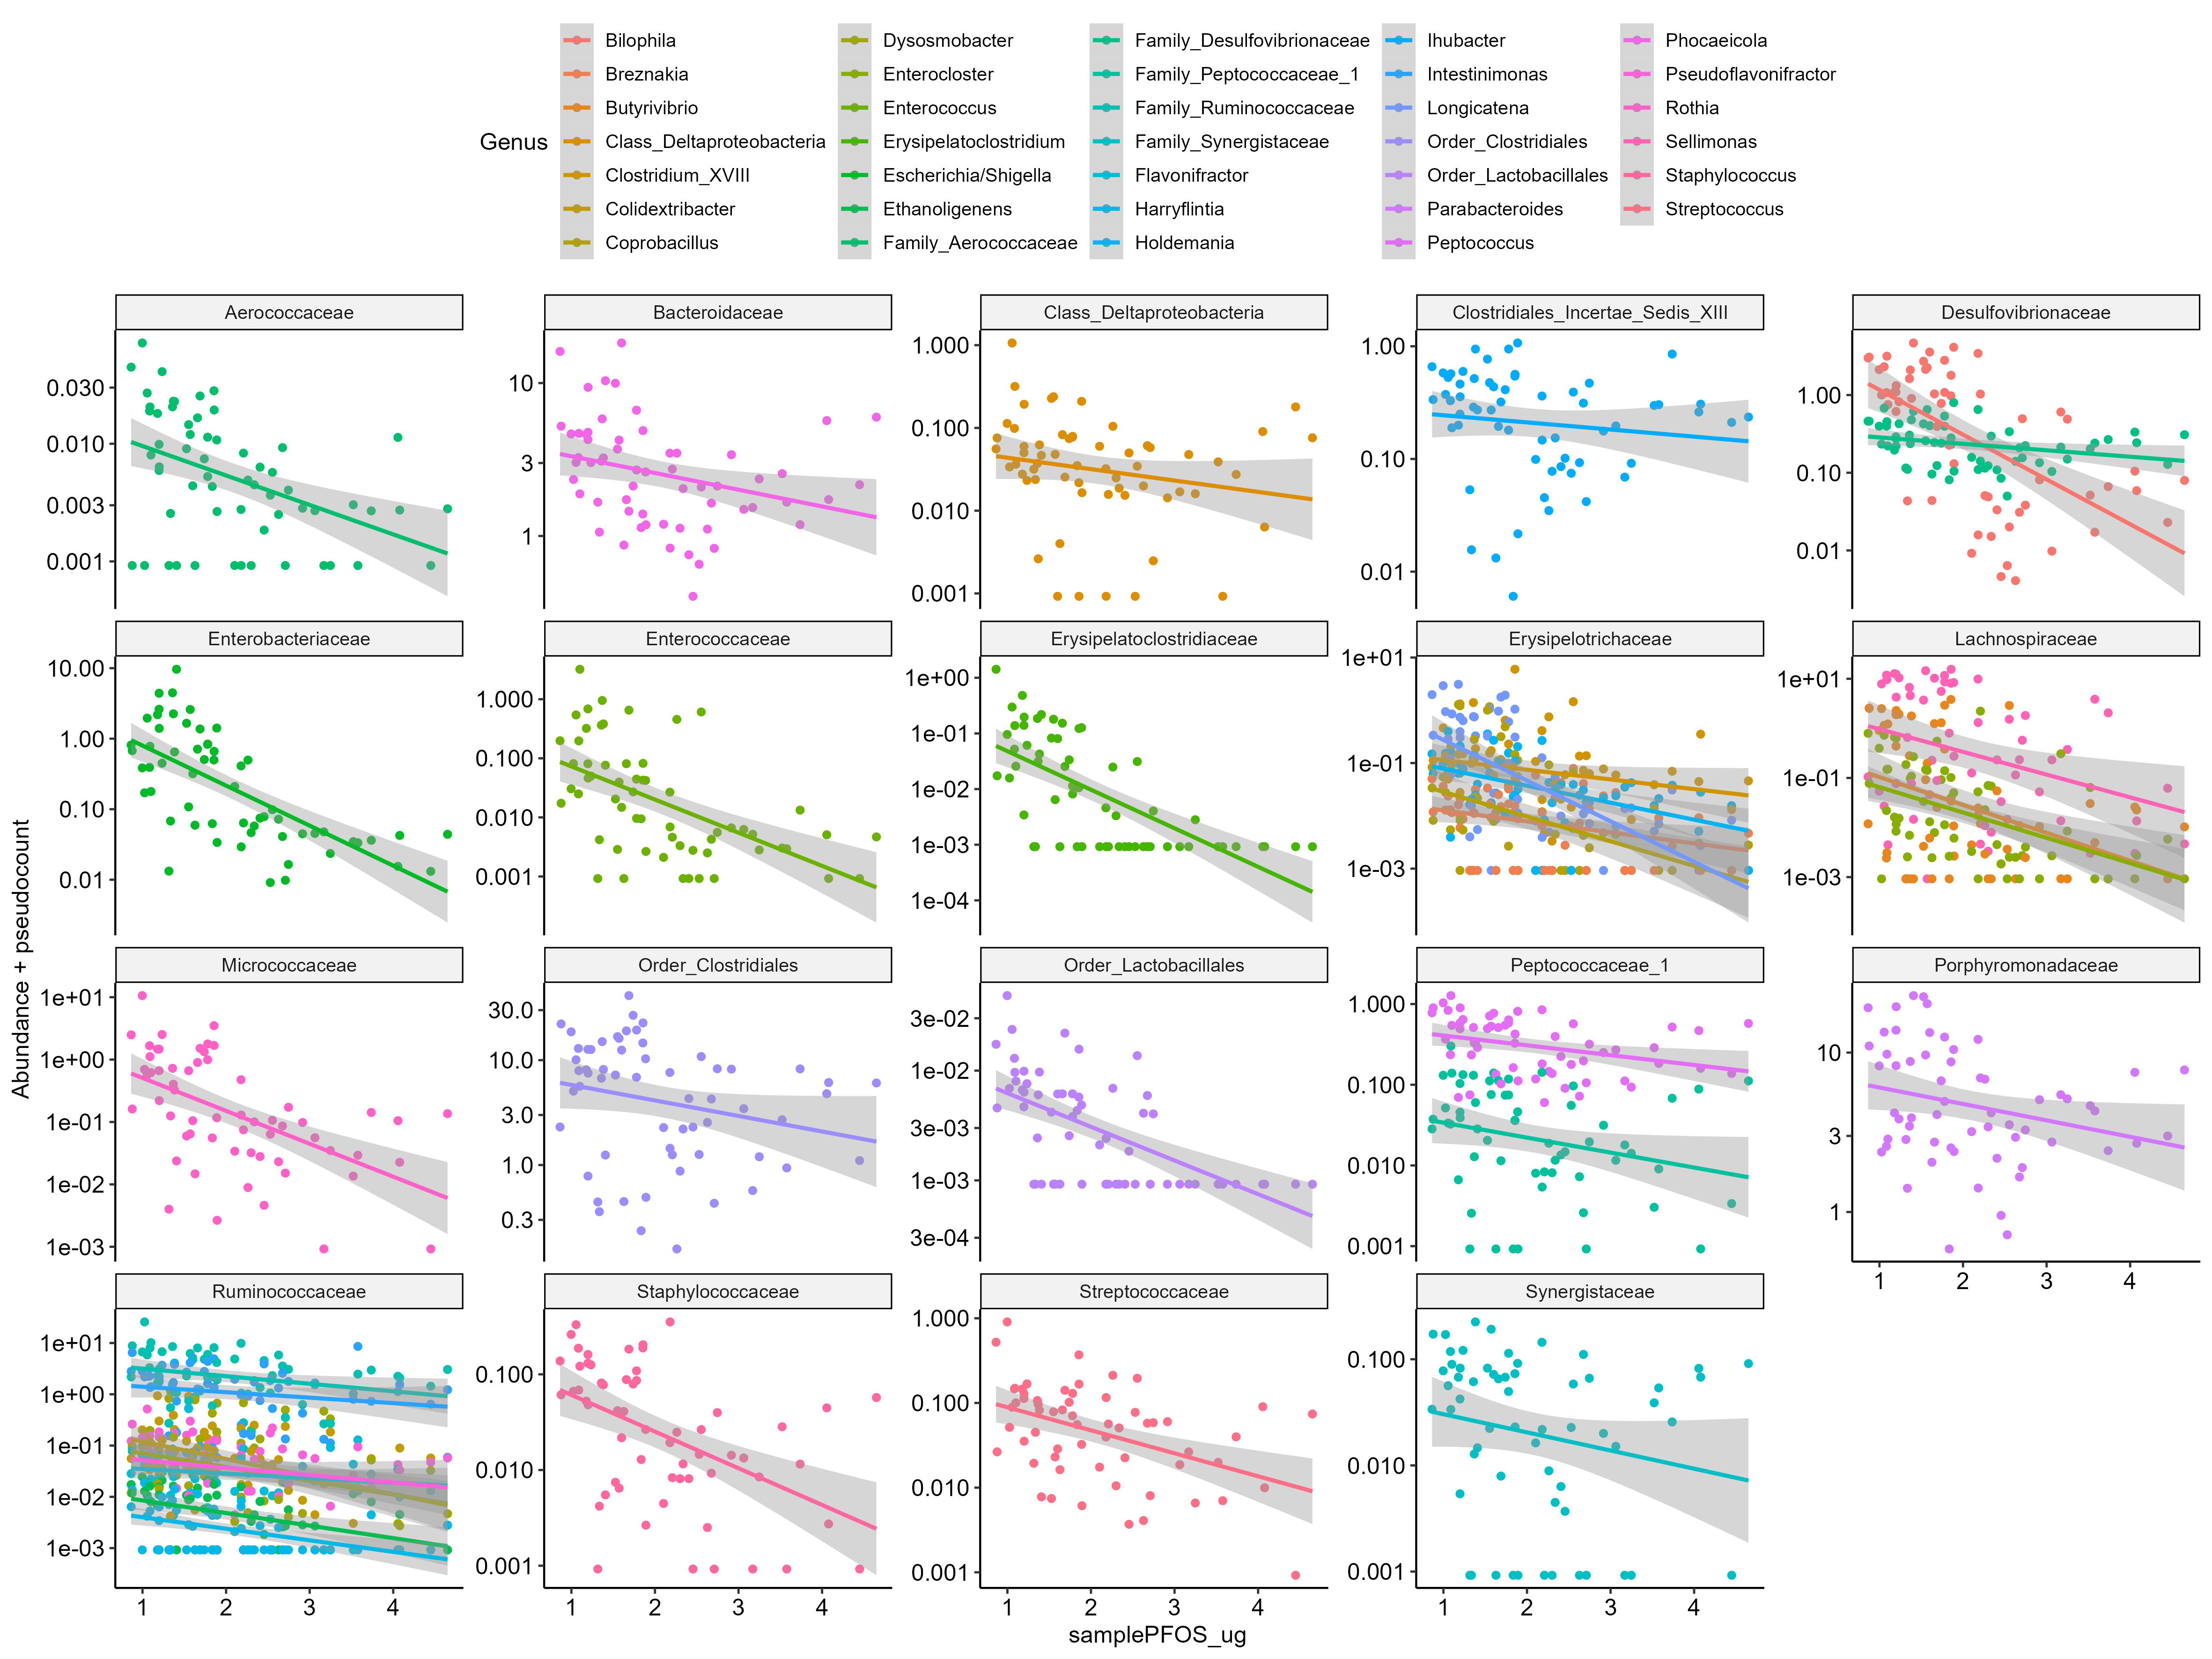 Genus
Bilophila
Breznakia
Butyrivibrio
Class_Deltaproteobacteria
Clostridium_XVIII
Colidextribacter
Coprobacillus
Dysosmobacter
Enterocloster
Enterococcus
Erysipelatoclostridium
Escherichia/Shigella
Ethanoligenens
Family_Aerococcaceae
Family_Desulfovibrionaceae
Family_Peptococcaceae_1
Family_Ruminococcaceae
Family_Synergistaceae
Flavonifractor
Harryflintia
Holdemania
Ihubacter
Intestinimonas
Longicatena
Order_Clostridiales
Order_Lactobacillales
Parabacteroides
Peptococcus
Phocaeicola
Pseudoflavonifractor
Rothia
Sellimonas
Staphylococcus
Streptococcus
Abundance + pseudocount
Aerococcaceae
0.030
0.010
0.003
0.001
Bacteroidaceae
10
3
1
Class_Deltaproteobacteria
1.000
0.100
0.010
0.001
Clostridiales_Incertae_Sedis_XIII
1.00
0.10
0.01
Desulfovibrionaceae
1.00
0.10
0.01
Enterobacteriaceae
10.00
1.00
0.10
0.01
Enterococcaceae
1.000
0.100
0.010
0.001
Erysipelatoclostridiaceae
1e+00
1e-01
1e-02
1e-03
1e-04
Erysipelotrichaceae
1e+01
1e-01
1e-03
Lachnospiraceae
1e+01
1e-01
1e-03
Micrococcaceae
1e+01
1e+00
1e-01
1e-02
1e-03
Order_Clostridiales
30.0
10.0
3.0
1.0
0.3
Order_Lactobacillales
3e-02
1e-02
3e-03
1e-03
3e-04
Peptococcaceae_1
1.000
0.100
0.010
0.001
Porphyromonadaceae
10
3
1
1 2 3 4
Ruminococcaceae
1e+01
1e+00
1e-01
1e-02
1e-03
1 2 3 4
Staphylococcaceae
0.100
0.010
0.001
1 2 3 4
Streptococcaceae
1.000
0.100
0.010
0.001
1 2 3 4
Synergistaceae
0.100
0.010
0.001
1 2 3 4
samplePFOS_ug